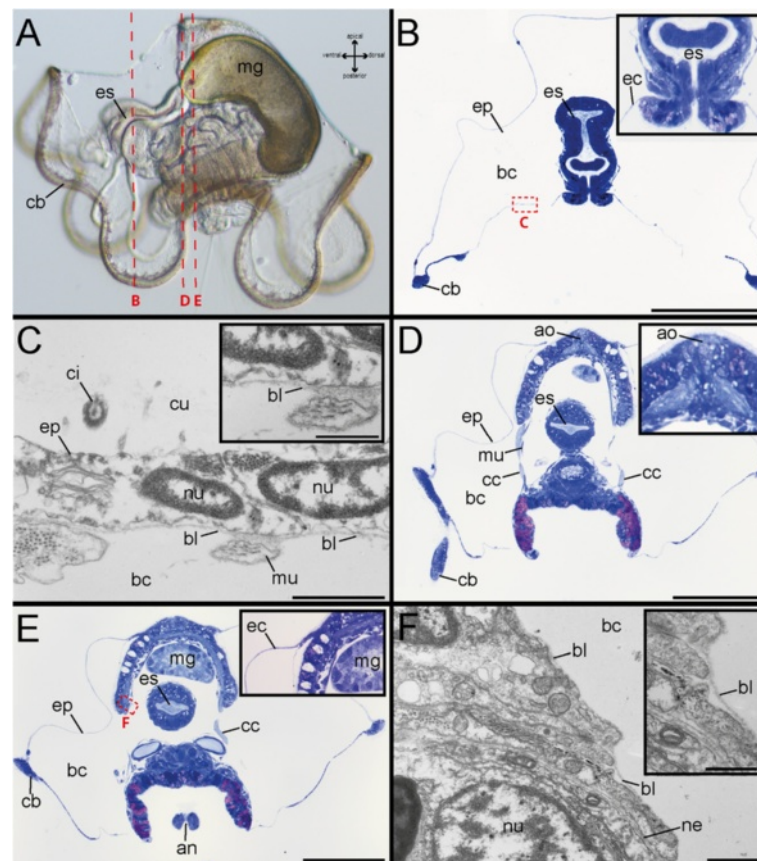 A
apical
ventral dorsal
posterior
es
mg
cb
B D E
B
es
ec
es
ep
bc
C
cb
C
ci
cu
bl
ep
nu
nu
bl
bl
bc
mu
D
ao
ao
ep
es
mu
cc
cc
bc
cb
E
ec
mg
mg
es
ep
F
cc
bc
cb
an
F
bc
bl
bl
bl
nu
ne